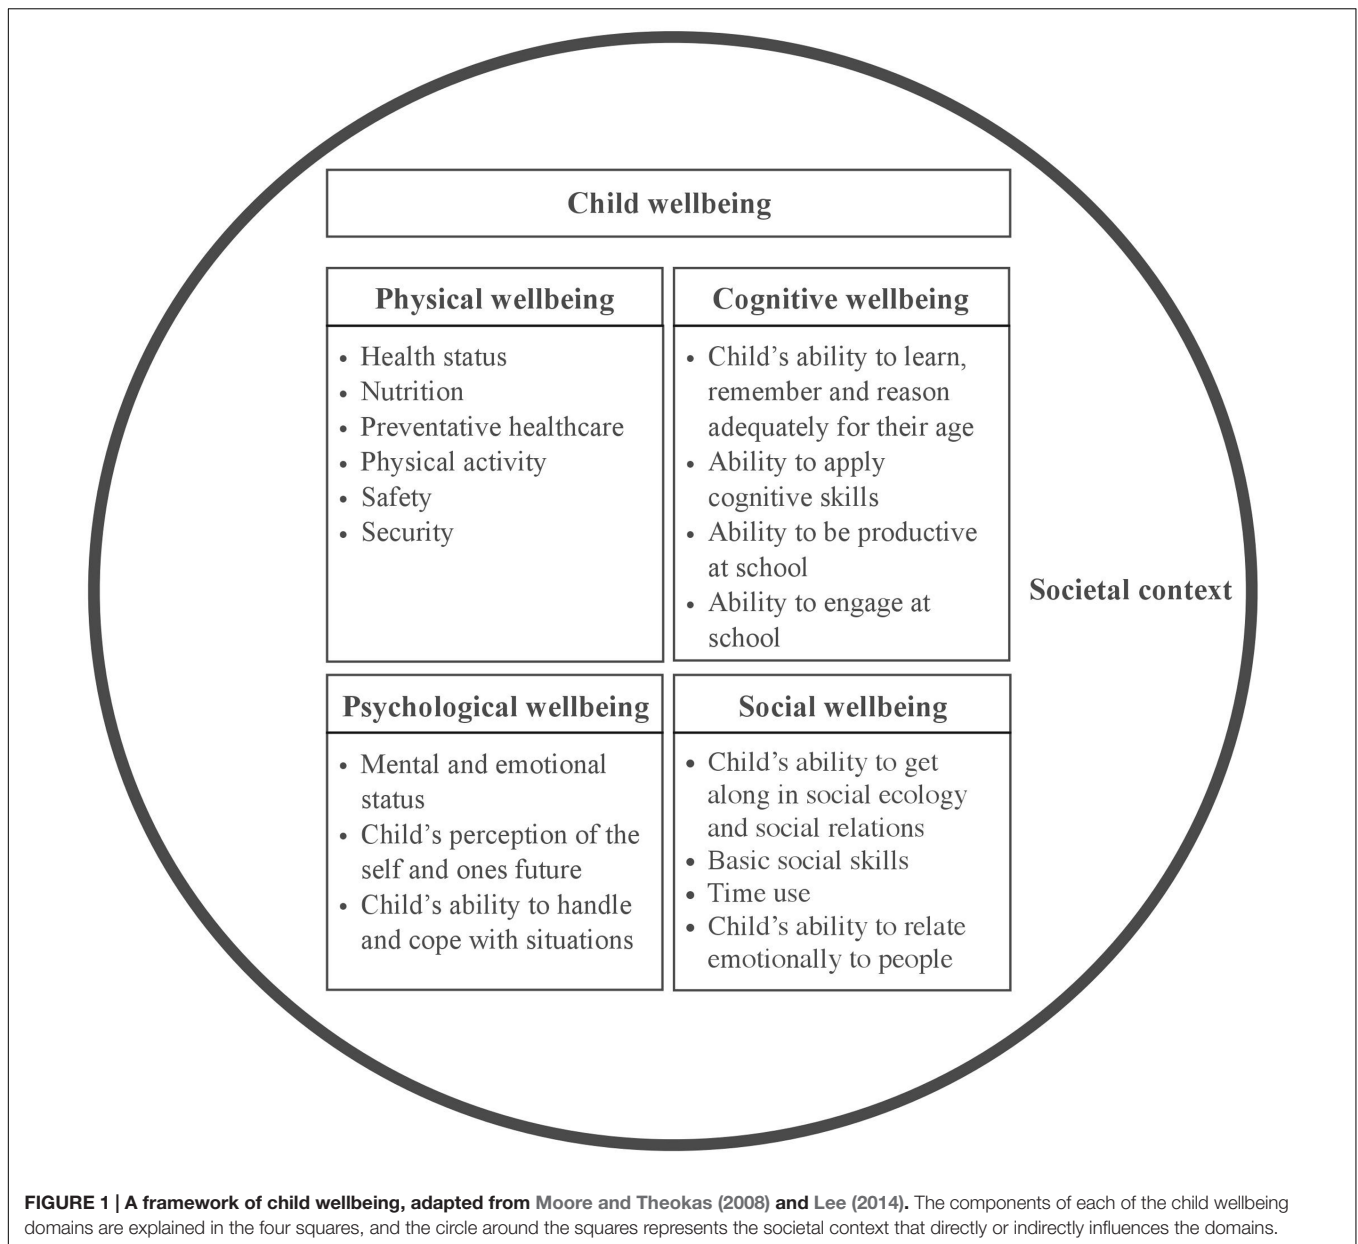 Child wellbeing
Physical wellbeing
• Health status
• Nutrition
• Preventative healthcare
• Physical activity
• Safety
• Security
Cognitive wellbeing
• Child’s ability to learn,
remember and reason
adequately for their age
• Ability to apply
cognitive skills
• Ability to be productive
at school
• Ability to engage at
school
Societal context
Psychological wellbeing
• Mental and emotional
status
• Child’s perception of the
self and ones future
• Child’s ability to handle
and cope with situations
Social wellbeing
• Child’s ability to get
along in social ecology
and social relations
• Basic social skills
• Time use
• Child’s ability to relate
emotionally to people
FIGURE 1 | A framework of child wellbeing, adapted from Moore and Theokas (2008) and Lee (2014). The components of each of the child wellbeing
domains are explained in the four squares, and the circle around the squares represents the societal context that directly or indirectly influences the domains.